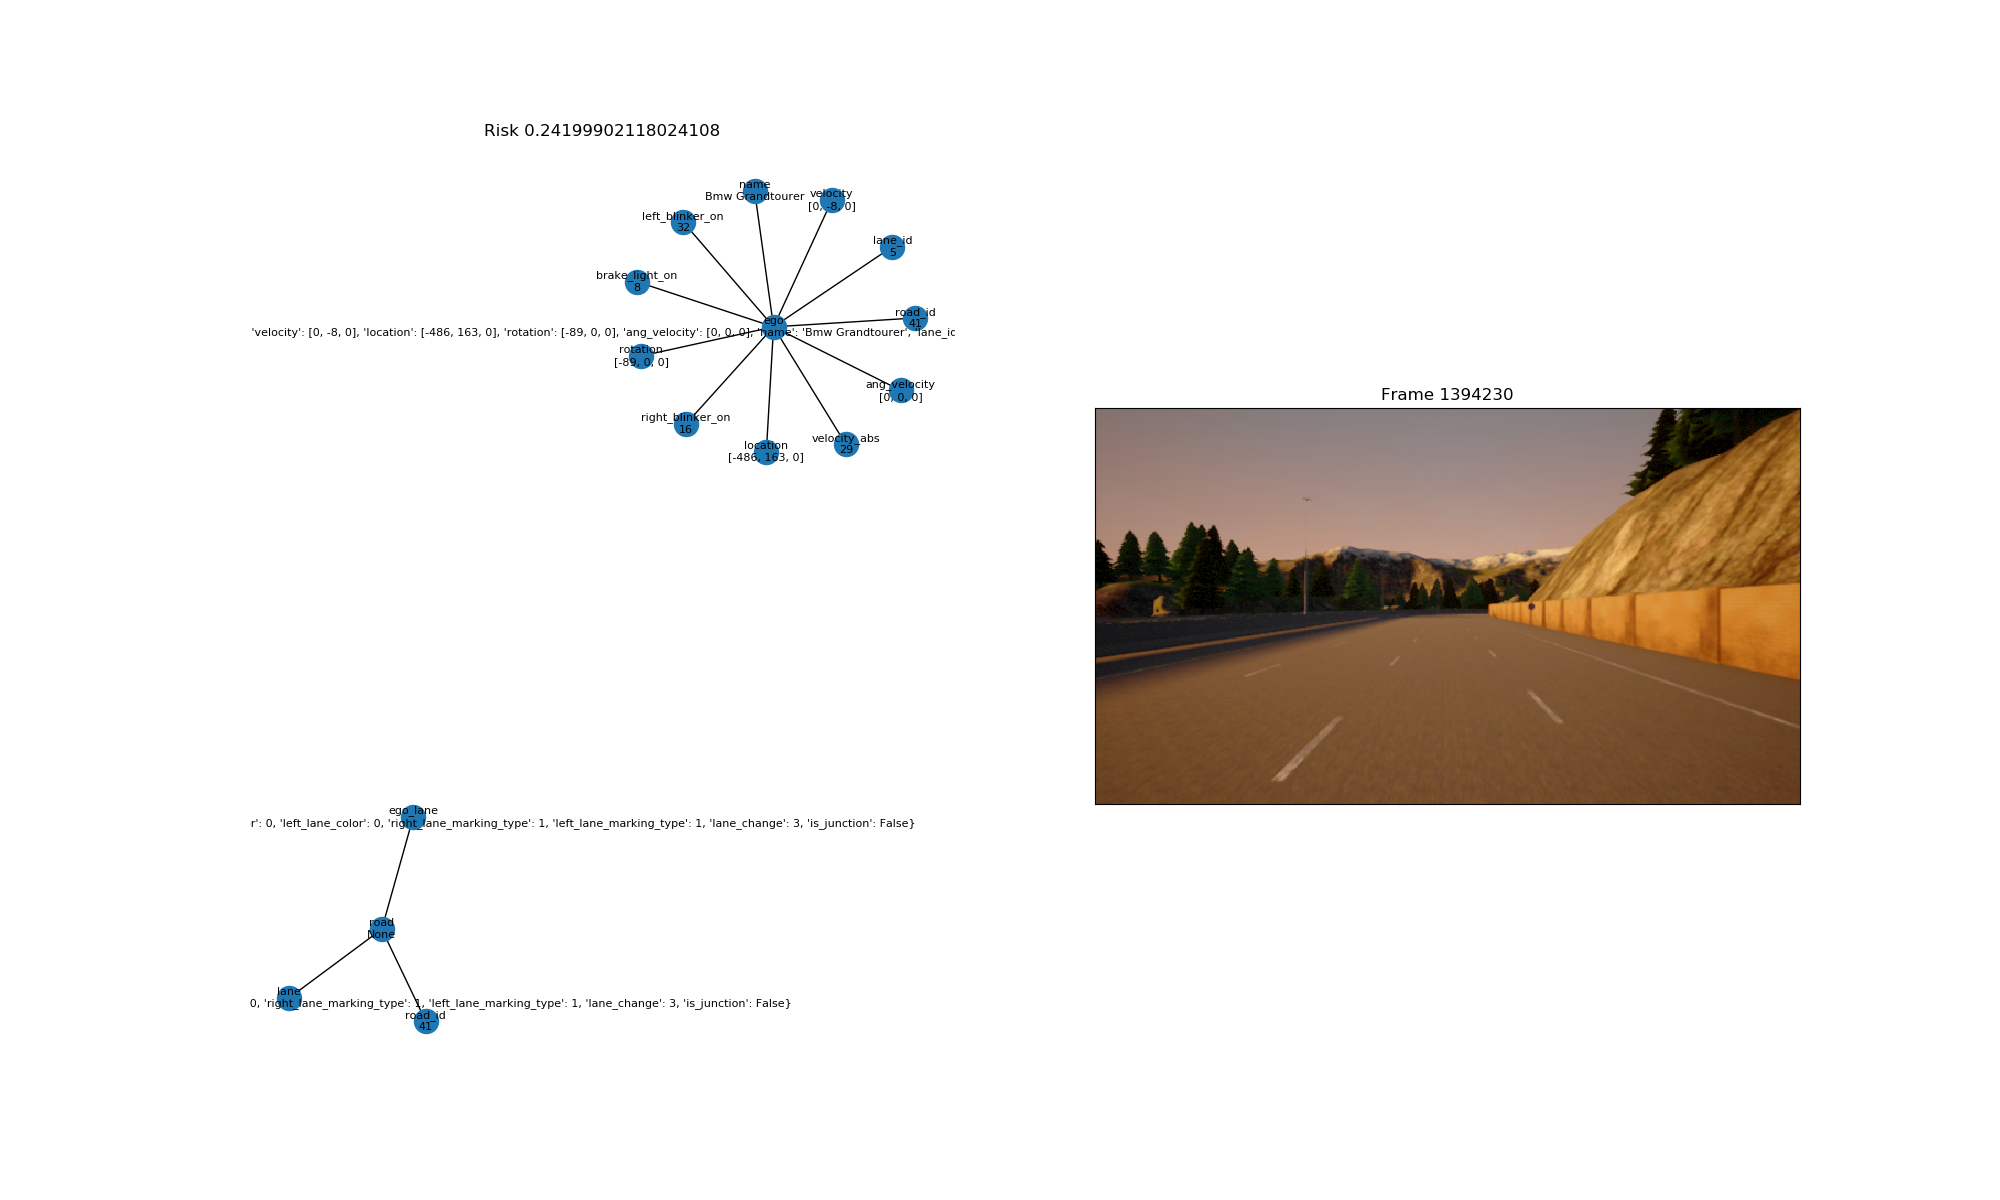 Risk 0.24199902118024108
name
Bmw Grandtourer
velocity
[0, -8, 0]
left_blinker_on
32
lane_id
5
brake_light_on
8
road_id
41
ego
'velocity': [0, -8, 0], 'location': [-486, 163, 0], 'rotation': [-89, 0, 0], 'ang_velocity': [0, 0, 0], 'name': 'Bmw Grandtourer', 'lane_id
rotation
[-89, 0, 0]
ang_velocity
[0, 0, 0]
right_blinker_on
16
velocity_abs
29
location
[-486, 163, 0]
Frame 1394230
ego_lane
r': 0, 'left_lane_color': 0, 'right_lane_marking_type': 1, 'left_lane_marking_type': 1, 'lane_change': 3, 'is_junction': False}
road
None
lane
0, 'right_lane_marking_type': 1, 'left_lane_marking_type': 1, 'lane_change': 3, 'is_junction': False}
road_id
41